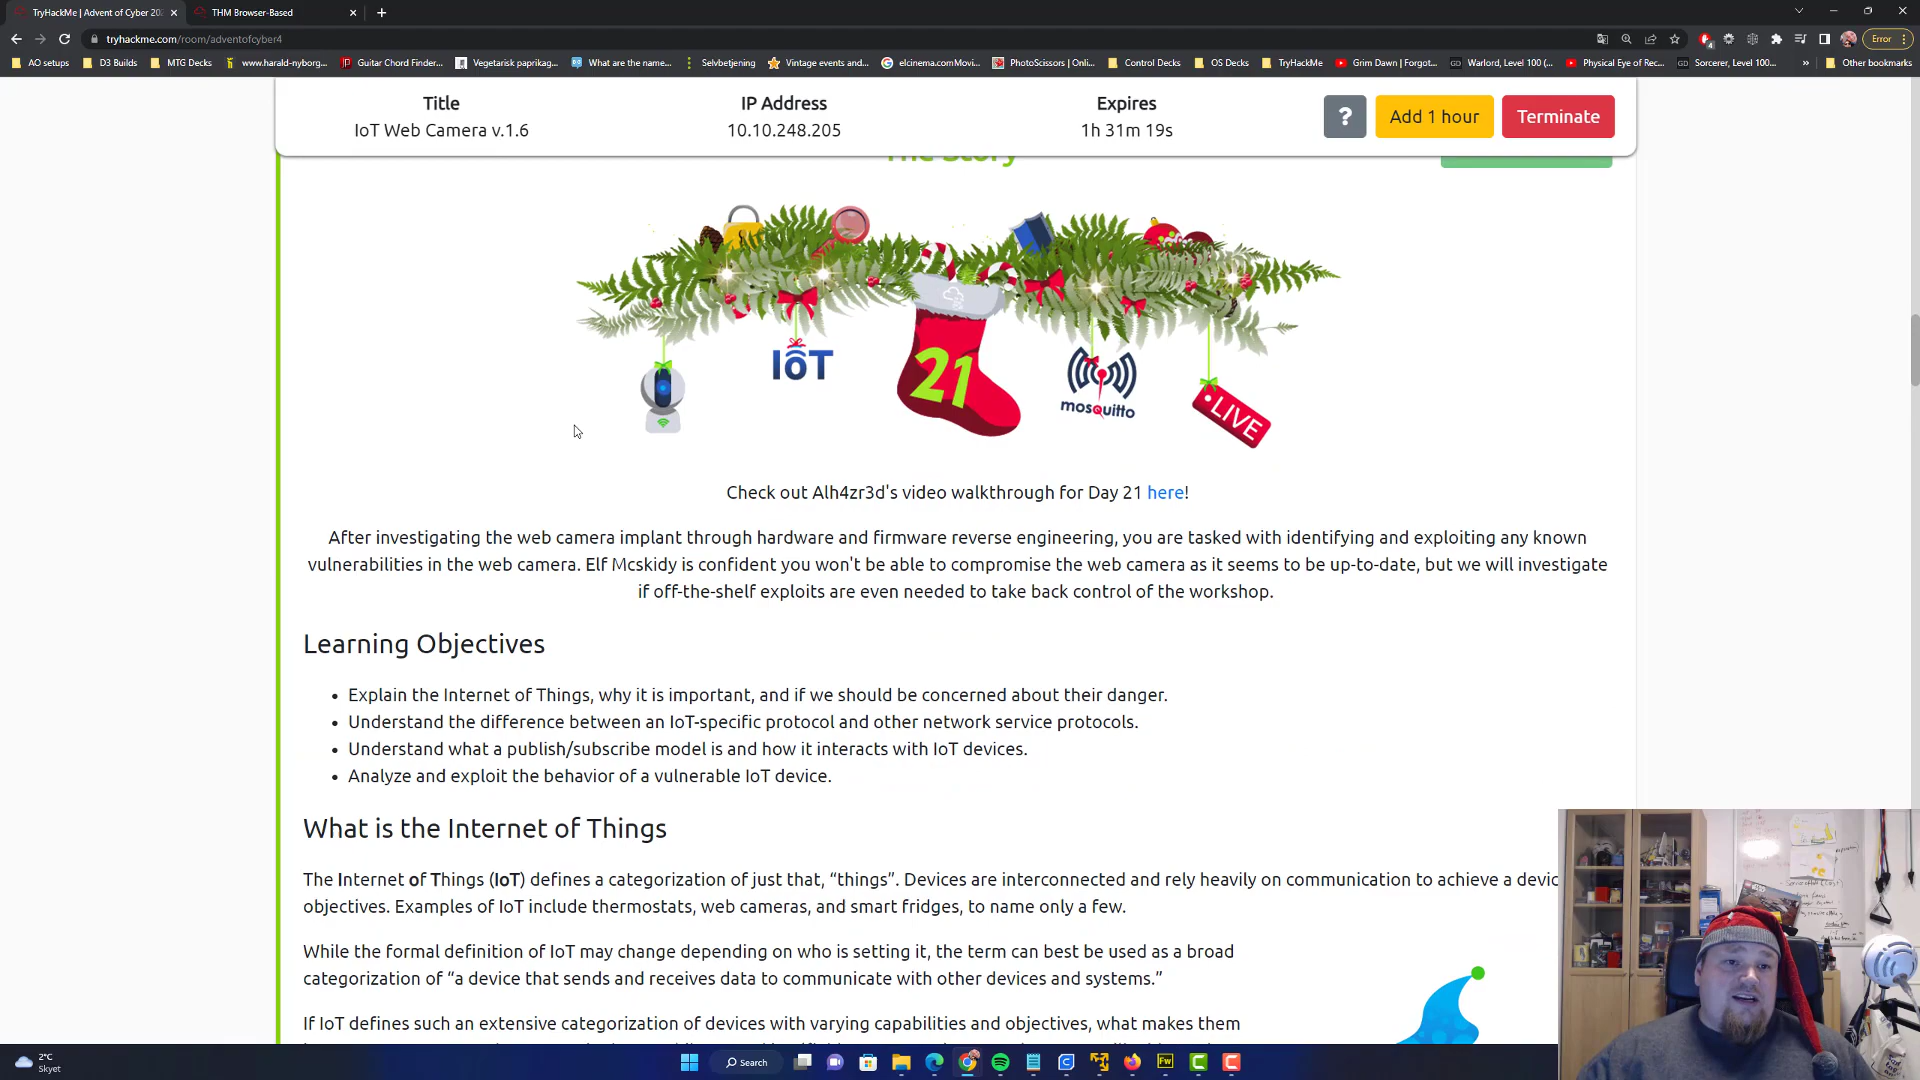 TryHackMe | Advent of Cyber 202
THM Browser-Based
tryhackme.com/room/adventofcyber4
Error
AO setups
D3 Builds
MTG Decks
www.harald-nyborg...
Guitar Chord Finder...
Vegetarisk paprikag...
What are the name...
Selvbetjening
Vintage events and...
elcinema.comMovi...
PhotoScissors | Onli...
Control Decks
OS Decks
TryHackMe
Grim Dawn | Forgot...
Warlord, Level 100 (...
Physical Eye of Rec...
Sorcerer, Level 100...
Other bookmarks
Title
IP Address
Expires
IoT Web Camera v.1.6
10.10.248.205
1h 31m 19s
?
Add 1 hour
Terminate
The Story
IoT
21
mosquitto
LIVE
Check out Alh4zr3d's video walkthrough for Day 21 here!
After investigating the web camera implant through hardware and firmware reverse engineering, you are tasked with identifying and exploiting any known
vulnerabilities in the web camera. Elf Mcskidy is confident you won't be able to compromise the web camera as it seems to be up-to-date, but we will investigate
if off-the-shelf exploits are even needed to take back control of the workshop.
Learning Objectives
• Explain the Internet of Things, why it is important, and if we should be concerned about their danger.
• Understand the difference between an IoT-specific protocol and other network service protocols.
• Understand what a publish/subscribe model is and how it interacts with IoT devices.
• Analyze and exploit the behavior of a vulnerable IoT device.
What is the Internet of Things
The Internet of Things (IoT) defines a categorization of just that, “things”. Devices are interconnected and rely heavily on communication to achieve a devic
objectives. Examples of IoT include thermostats, web cameras, and smart fridges, to name only a few.
While the formal definition of IoT may change depending on who is setting it, the term can best be used as a broad
categorization of “a device that sends and receives data to communicate with other devices and systems.”
If IoT defines such an extensive categorization of devices with varying capabilities and objectives, what makes them
2°C
Skyet
Search
Fw